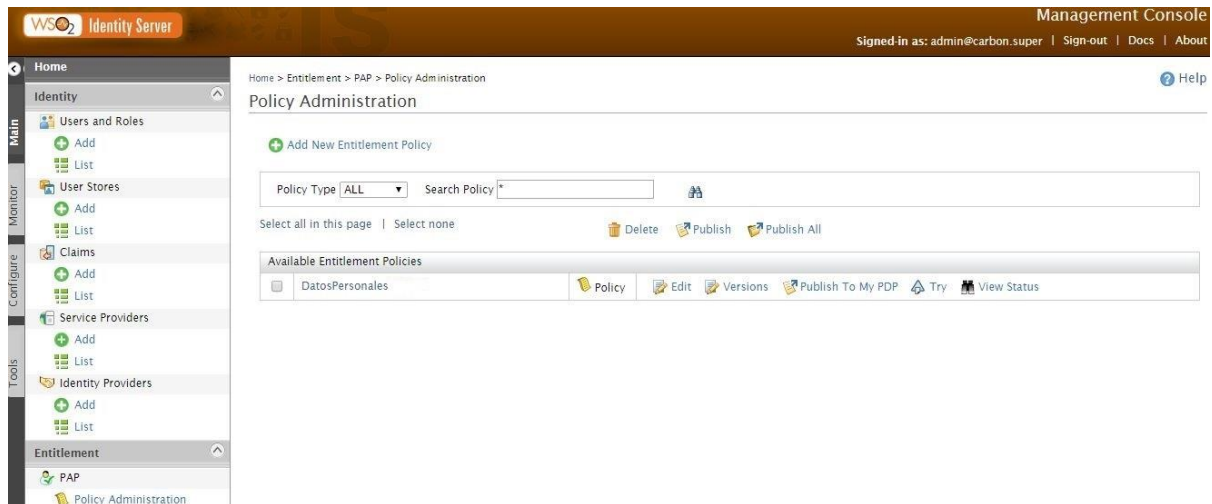 WSO2 Identity Server
Management Console
Signed-in as: admin@carbon.super | Sign-out | Docs | About
Main
Monitor
Configure
Tools
Home
Identity
Users and Roles
Add
List
User Stores
Add
List
Claims
Add
List
Service Providers
Add
List
Identity Providers
Add
List
Entitlement
PAP
Policy Administration
Home > Entitlement > PAP > Policy Administration
Help
Policy Administration
Add New Entitlement Policy
Policy Type ALL Search Policy *
Select all in this page | Select none Delete Publish Publish All
Available Entitlement Policies
DatosPersonales Policy Edit Versions Publish To My PDP Try View Status